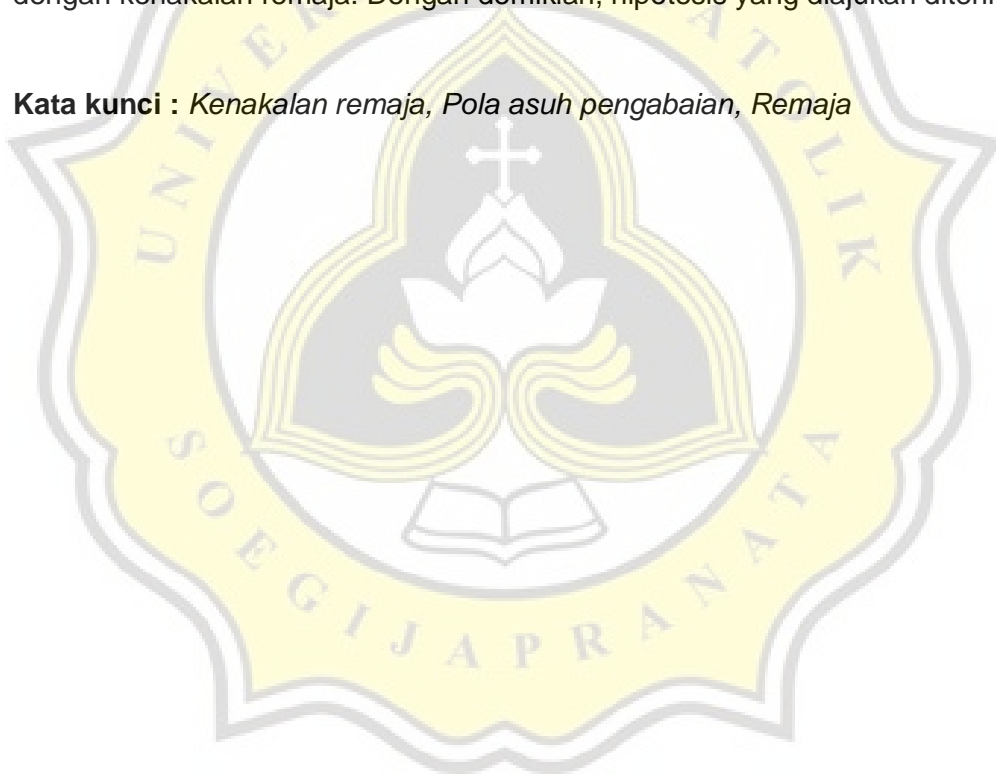 dengan kenakalan remaja. Dengan demikian, hipotesis yang diajukan
Kata kunci : Kenakalan remaja, Pola asuh pengabaian, Remaja
SOEGIJAPRANATA